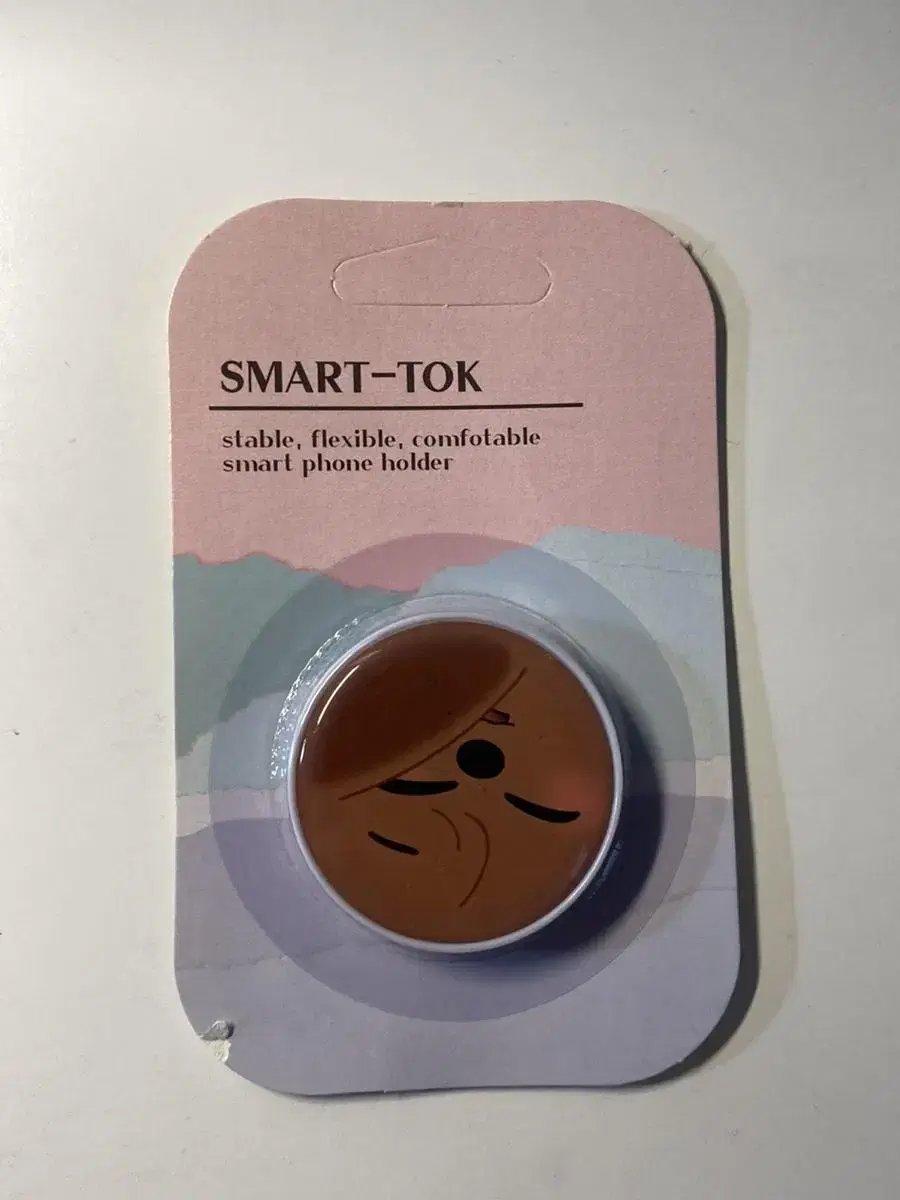 SMART-TOK
stable, flexible, comfotable
smart phone holder